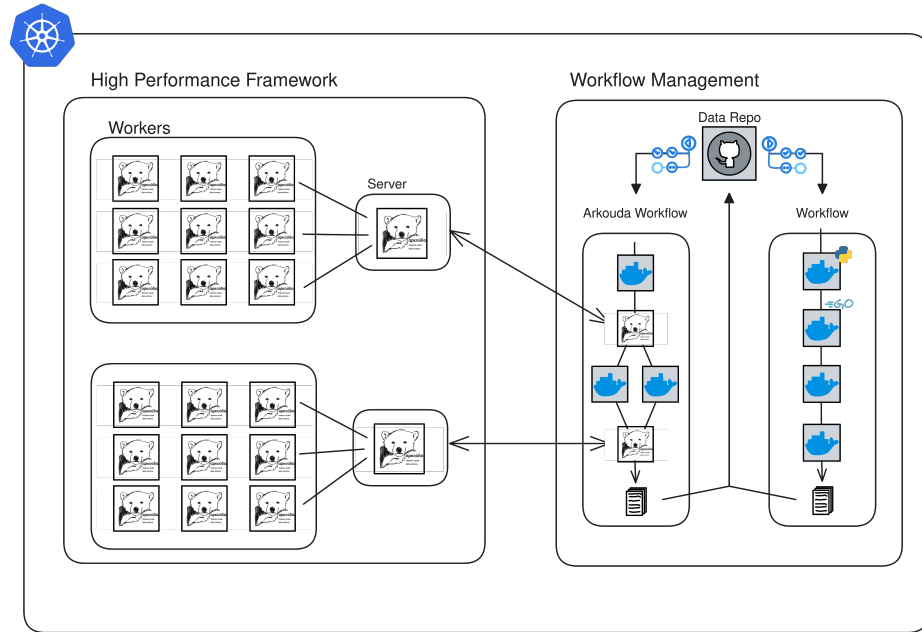 High Performance Framework
Workflow Management
Workers
Server
Data Repo
Arkouda Workflow
Workflow
GO